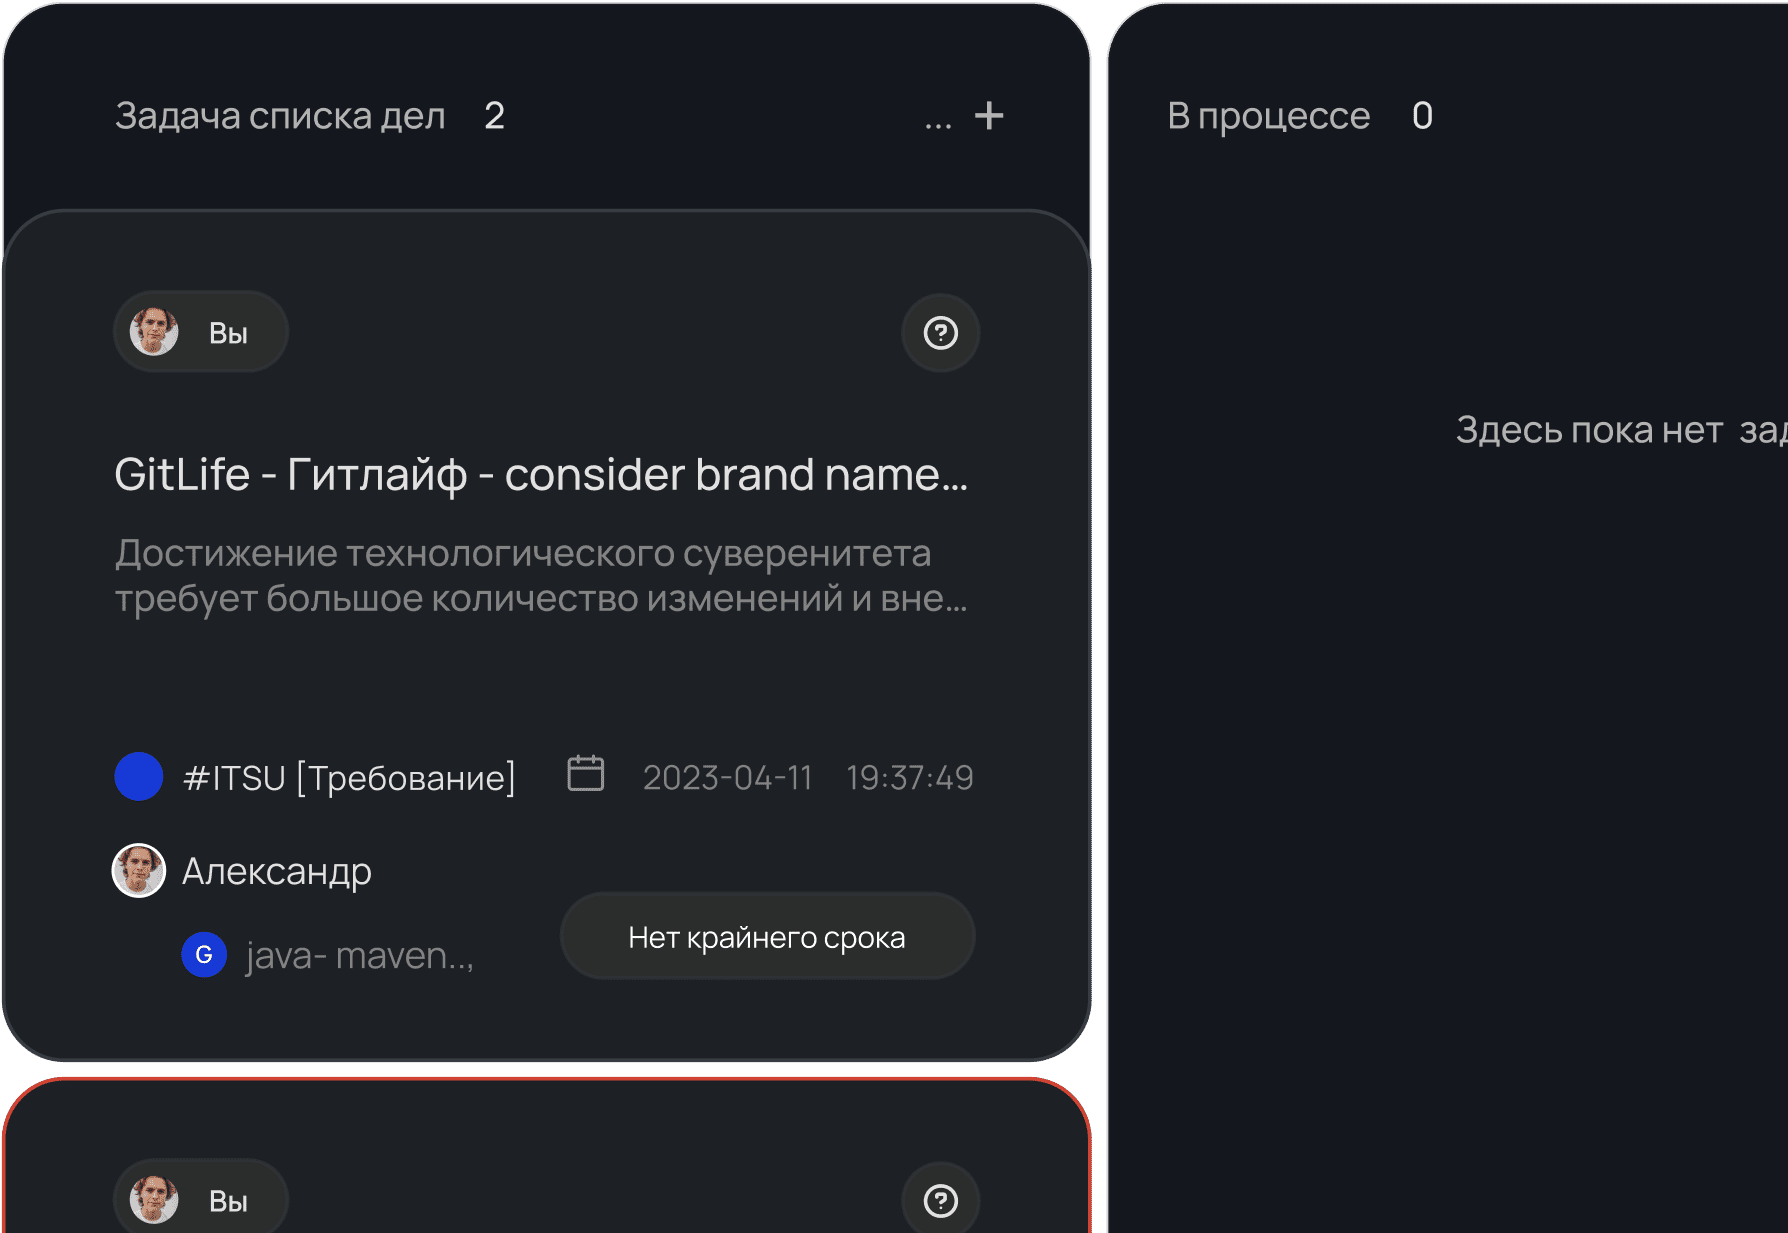 Задача списка дел 2 ... +
Вы
GitLife - Гитлайф - consider brand name...
Достижение технологического суверенитета
требует большое количество изменений и вне...
#ITSU [Требование] 2023-04-11 19:37:49
Александр
G java- maven..,
Нет крайнего срока
Вы
В процессе 0
Здесь пока нет